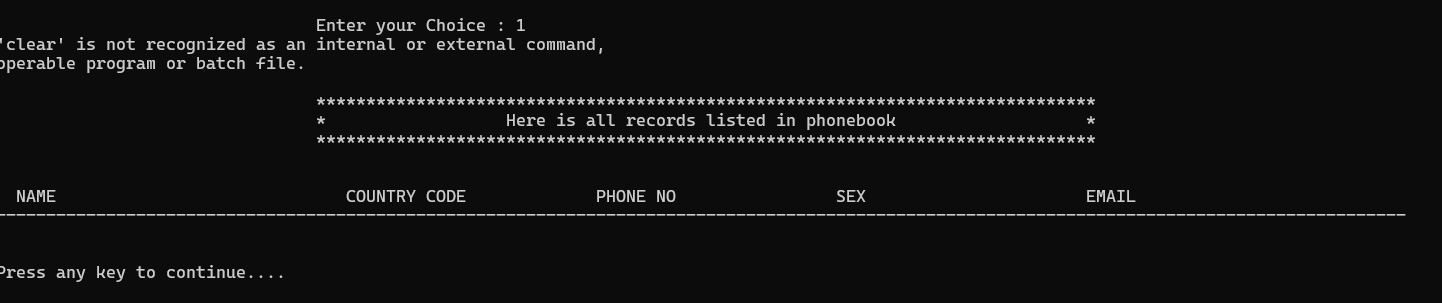 Enter your Choice : 1
'clear' is not recognized as an internal or external command,
operable program or batch file.
******************************************************************************
* Here is all records listed in phonebook *
******************************************************************************
NAME COUNTRY CODE PHONE NO SEX EMAIL
---------------------------------------------------------------------------------------------------------------------------------------------
Press any key to continue....